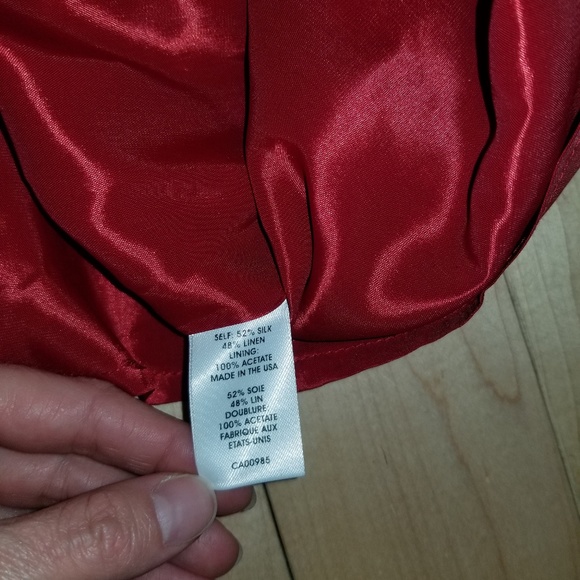 SELF: 52% SILK
48% LINEN
LINING:
100% ACETATE
MADE IN THE USA
52% SOIE
48% LIN
DOUBLURE:
100% ACETATE
FABRIQUE AUX
ETATS-UNIS
CA00985